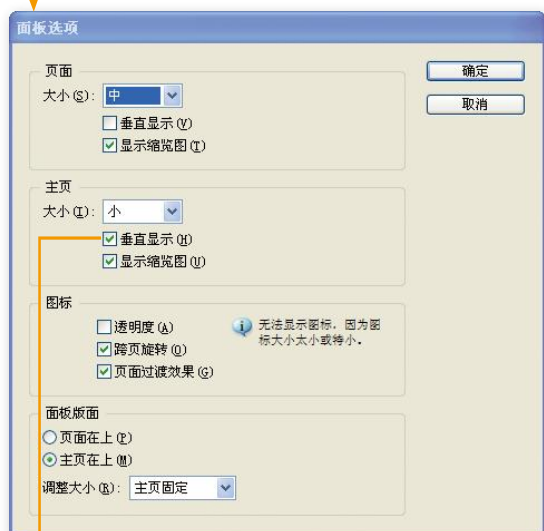 面板选项
页面
大小(S): 中
垂直显示(V)
显示缩览图(T)
确定
取消
主页
大小(I): 小
垂直显示(H)
显示缩览图(U)
图标
透明度(A)
跨页旋转(O)
页面过渡效果(G)
无法显示图标，因为图
标大小太小或特小。
面板版面
页面在上(P)
主页在上(M)
调整大小(R): 主页固定